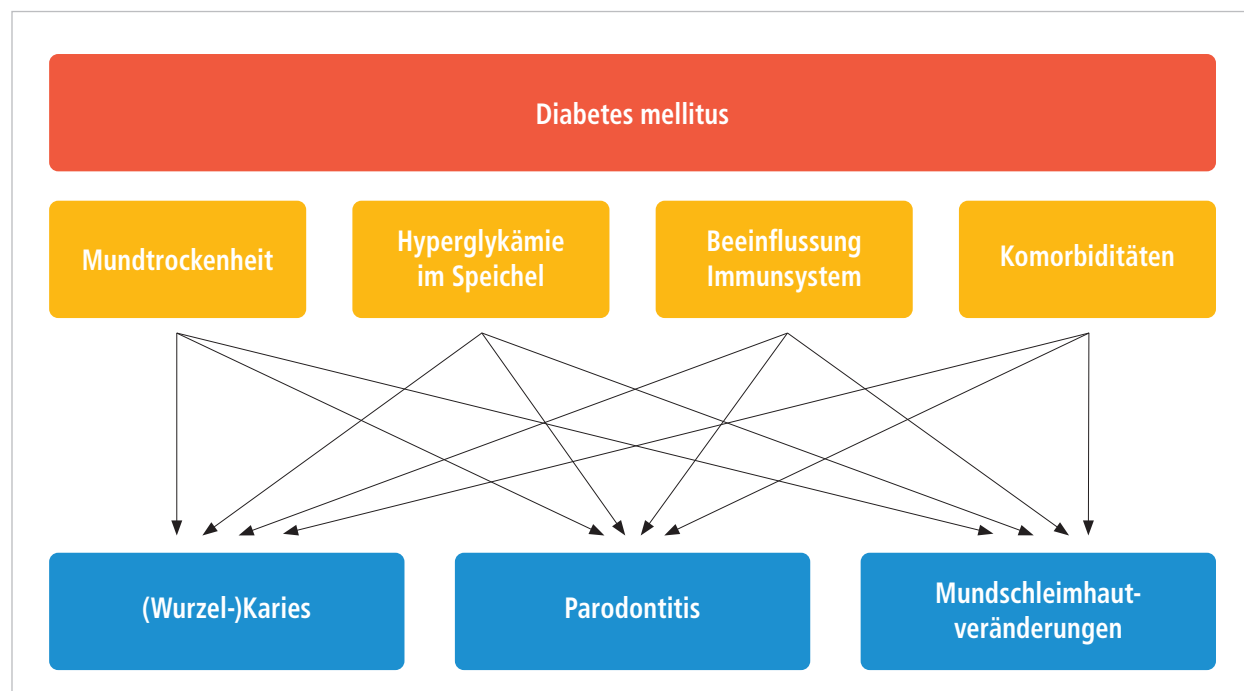 Diabetes mellitus
Mundtrockenheit
Hyperglykämie
im Speichel
Beeinflussung
Immunsystem
Komorbiditäten
(Wurzel-)Karies
Parodontitis
Mundschleimhaut-
veränderungen